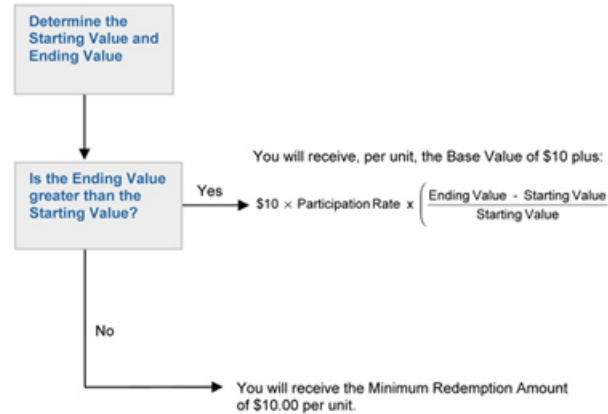 Determine the
Starting Value and
Ending Value
Is the Ending Value
greater than the
Starting Value?
Yes
You will receive, per unit, the Base Value of $10 plus:
$10 × Participation Rate x ( Ending Value - Starting Value
Starting Value
No
You will receive the Minimum Redemption Amount
of $10.00 per unit.